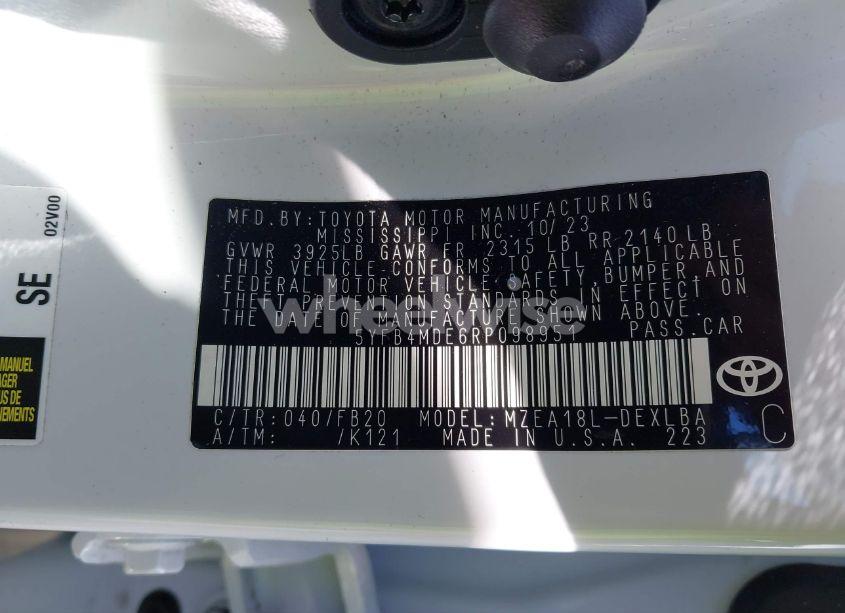 MFD. BY: TOYOTA MOTOR MANUFACTURING
MISSISSIPPI INC. 10/23
GVWR 3925LB GAWR FR 2315 LB RR 2140 LB
THIS VEHICLE CONFORMS TO ALL APPLICABLE
FEDERAL MOTOR VEHICLE SAFETY, BUMPER AND
THEFT PREVENTION STANDARDS IN EFFECT ON
THE DATE OF MANUFACTURE SHOWN ABOVE.
PASS. CAR
wheelwise
C/TR: 040/FB20 MODEL: MZEA18L-DEXLBA
A/TM: /K121 MADE IN U.S.A. 223
C
SE
02V00
MANUEL